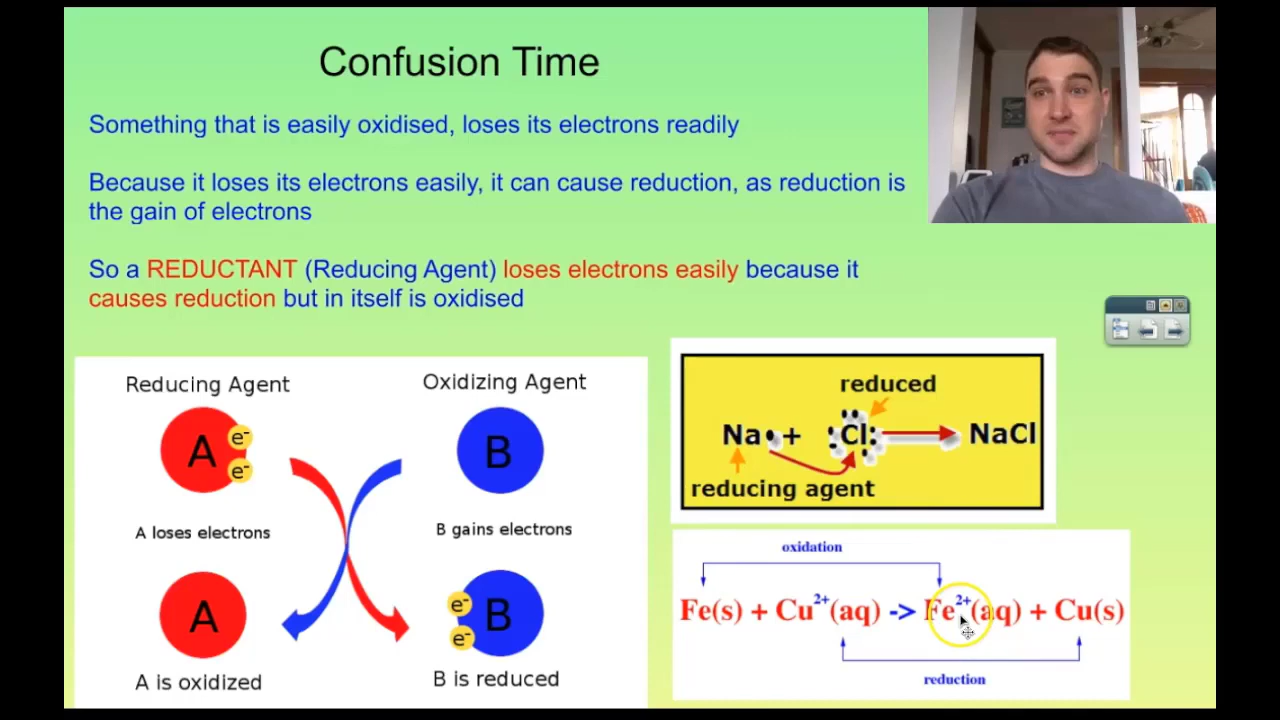 Confusion Time
Something that is easily oxidised, loses its electrons readily
Because it loses its electrons easily, it can cause reduction, as reduction is
the gain of electrons
So a REDUCTANT (Reducing Agent) loses electrons easily because it
causes reduction but in itself is oxidised
Reducing Agent
Oxidizing Agent
A e-
e-
B
A loses electrons
B gains electrons
A
e- B
e-
A is oxidized
B is reduced
reduced
Na + Cl: NaCl
reducing agent
oxidation
Fe(s) + Cu2+(aq) -> Fe2+(aq) + Cu(s)
reduction